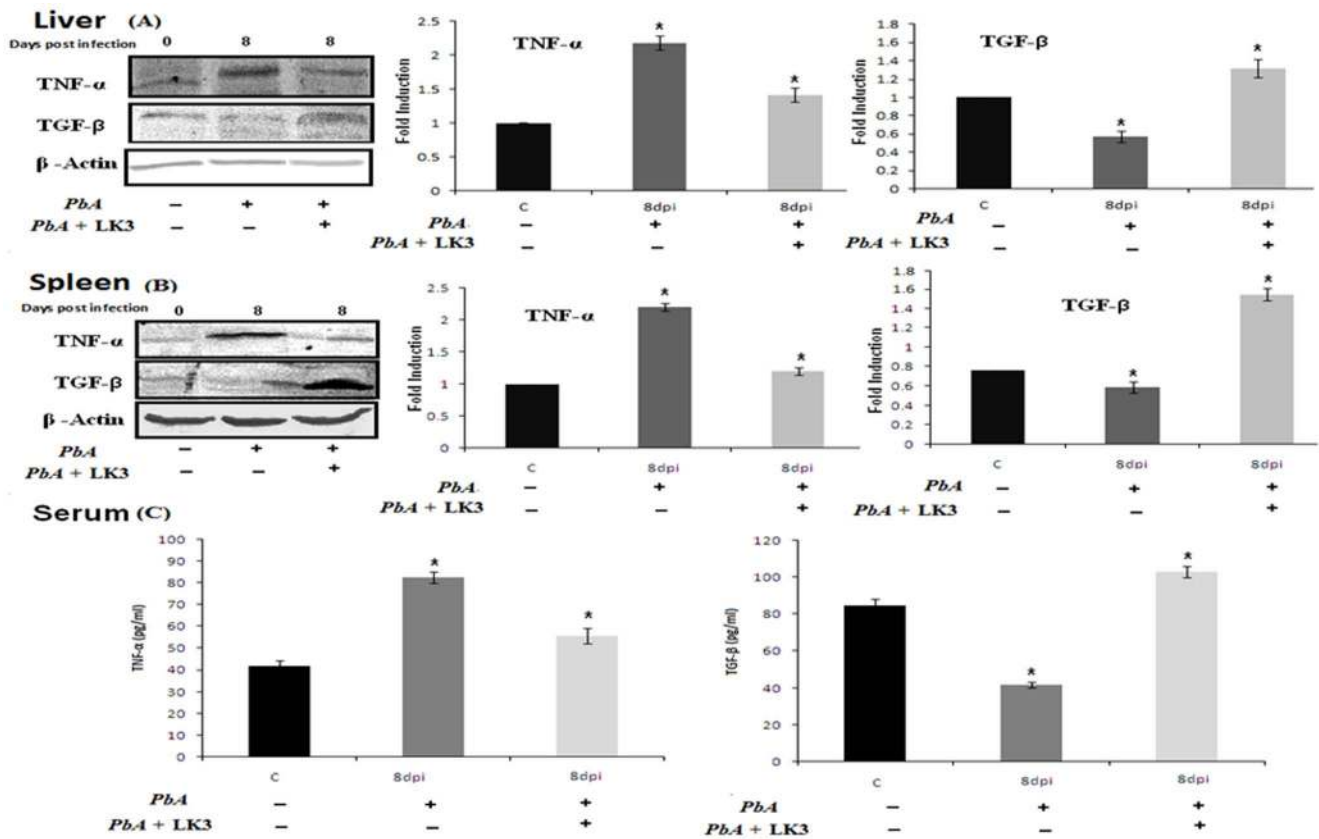 Liver (A)
Days post infection 0 8 8
TNF-α
TGF-β
β -Actin
PbA – + +
PbA + LK3 – – +
TNF-α
Fold Induction
2.5
2
1.5
1
0.5
0
* *
C 8dpi 8dpi
PbA. – + +
PbA + LK3 – – +
TGF-β
Fold Induction
1.8
1.6
1.4
1.2
1
0.8
0.6
0.4
0.2
0
* *
C 8dpi 8dpi
PbA – + +
PbA + LK3 – – +
Spleen (B)
Days post infection 0 8 8
TNF-α
TGF-β
β -Actin
PbA – + +
PbA + LK3 – – +
TNF-α
Fold Induction
2.5
2
1.5
1
0.5
0
* *
C 8dpi 8dpi
PbA. – + +
PbA + LK3 – – +
TGF-β
Fold Induction
1.8
1.6
1.4
1.2
1
0.8
0.6
0.4
0.2
0
* *
C 8dpi 8dpi
PbA – + +
PbA + LK3 – – +
Serum (C)
TNF-α (pg/ml)
100
90
80
70
60
50
40
30
20
10
0
* *
C 8dpi 8dpi
PbA – + +
PbA + LK3 – – +
TGF-β (pg/ml)
120
100
80
60
40
20
0
* *
C 8dpi 8dpi
PbA – + +
PbA + LK3 – – +